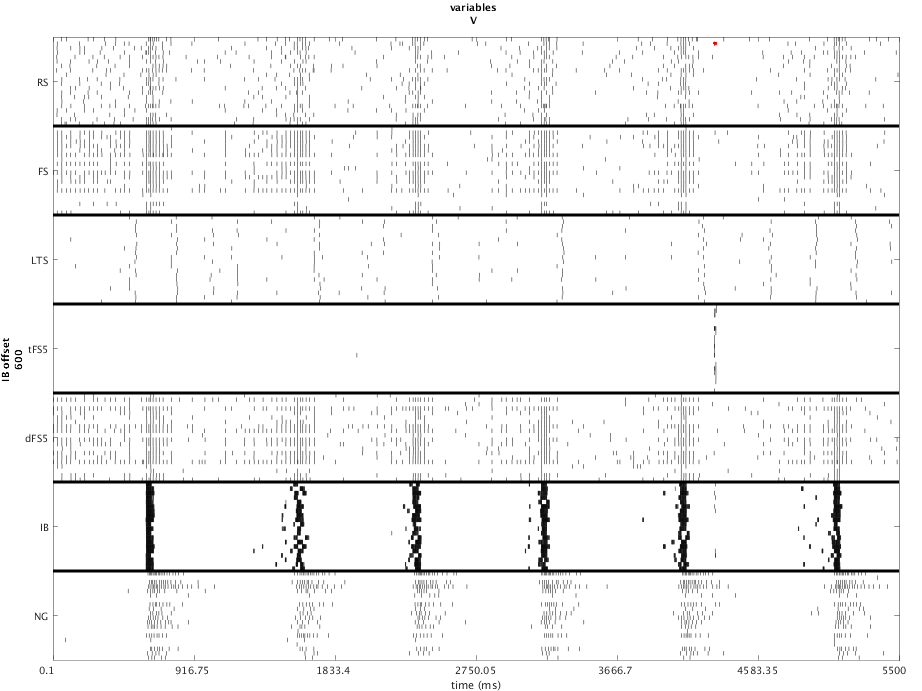 variables
V
RS
FS
LTS
tFS5
IB offset
600
dFS5
IB
NG
0.1 916.75 1833.4 2750.05 3666.7 4583.35 5500
time (ms)